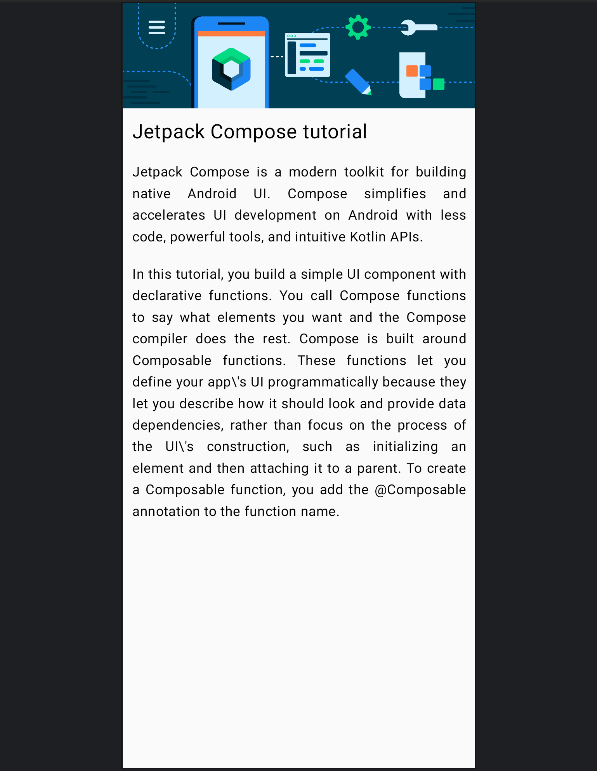 Jetpack Compose tutorial
Jetpack Compose is a modern toolkit for building
native Android UI. Compose simplifies and
accelerates UI development on Android with less
code, powerful tools, and intuitive Kotlin APIs.
In this tutorial, you build a simple UI component with
declarative functions. You call Compose functions
to say what elements you want and the Compose
compiler does the rest. Compose is built around
Composable functions. These functions let you
define your app\'s UI programmatically because they
let you describe how it should look and provide data
dependencies, rather than focus on the process of
the UI\'s construction, such as initializing an
element and then attaching it to a parent. To create
a Composable function, you add the @Composable
annotation to the function name.